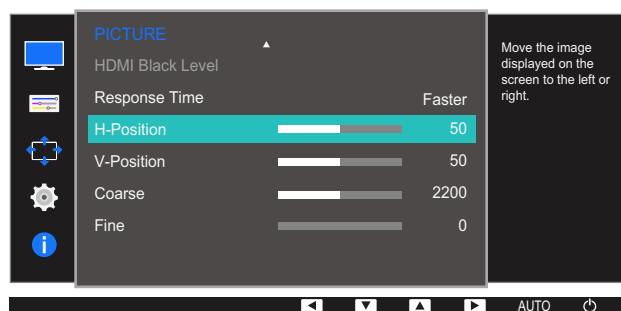 PICTURE
HDMI Black Level
Response Time Faster
H-Position 50
V-Position 50
Coarse 2200
Fine 0
Move the image
displayed on the
screen to the left or
right.
AUTO